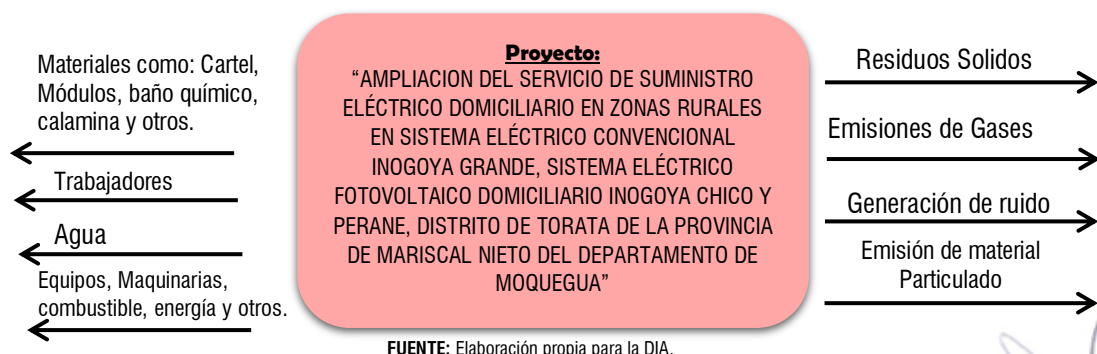 Materiales como: Cartel,
Módulos, baño químico,
calamina y otros.
Trabajadores
Agua
Equipos, Maquinarias,
combustible, energía y otros.
Proyecto:
“AMPLIACION DEL SERVICIO DE SUMINISTRO
ELÉCTRICO DOMICILIARIO EN ZONAS RURALES
EN SISTEMA ELÉCTRICO CONVENCIONAL
INOGOYA GRANDE, SISTEMA ELÉCTRICO
FOTOVOLTAICO DOMICILIARIO INOGOYA CHICO Y
PERANE, DISTRITO DE TORATA DE LA PROVINCIA
DE MARISCAL NIETO DEL DEPARTAMENTO DE
MOQUEGUA”
Residuos Solidos
Emisiones de Gases
Generación de ruido
Emisión de material
Particulado
FUENTE: Elaboración propia para la DIA.